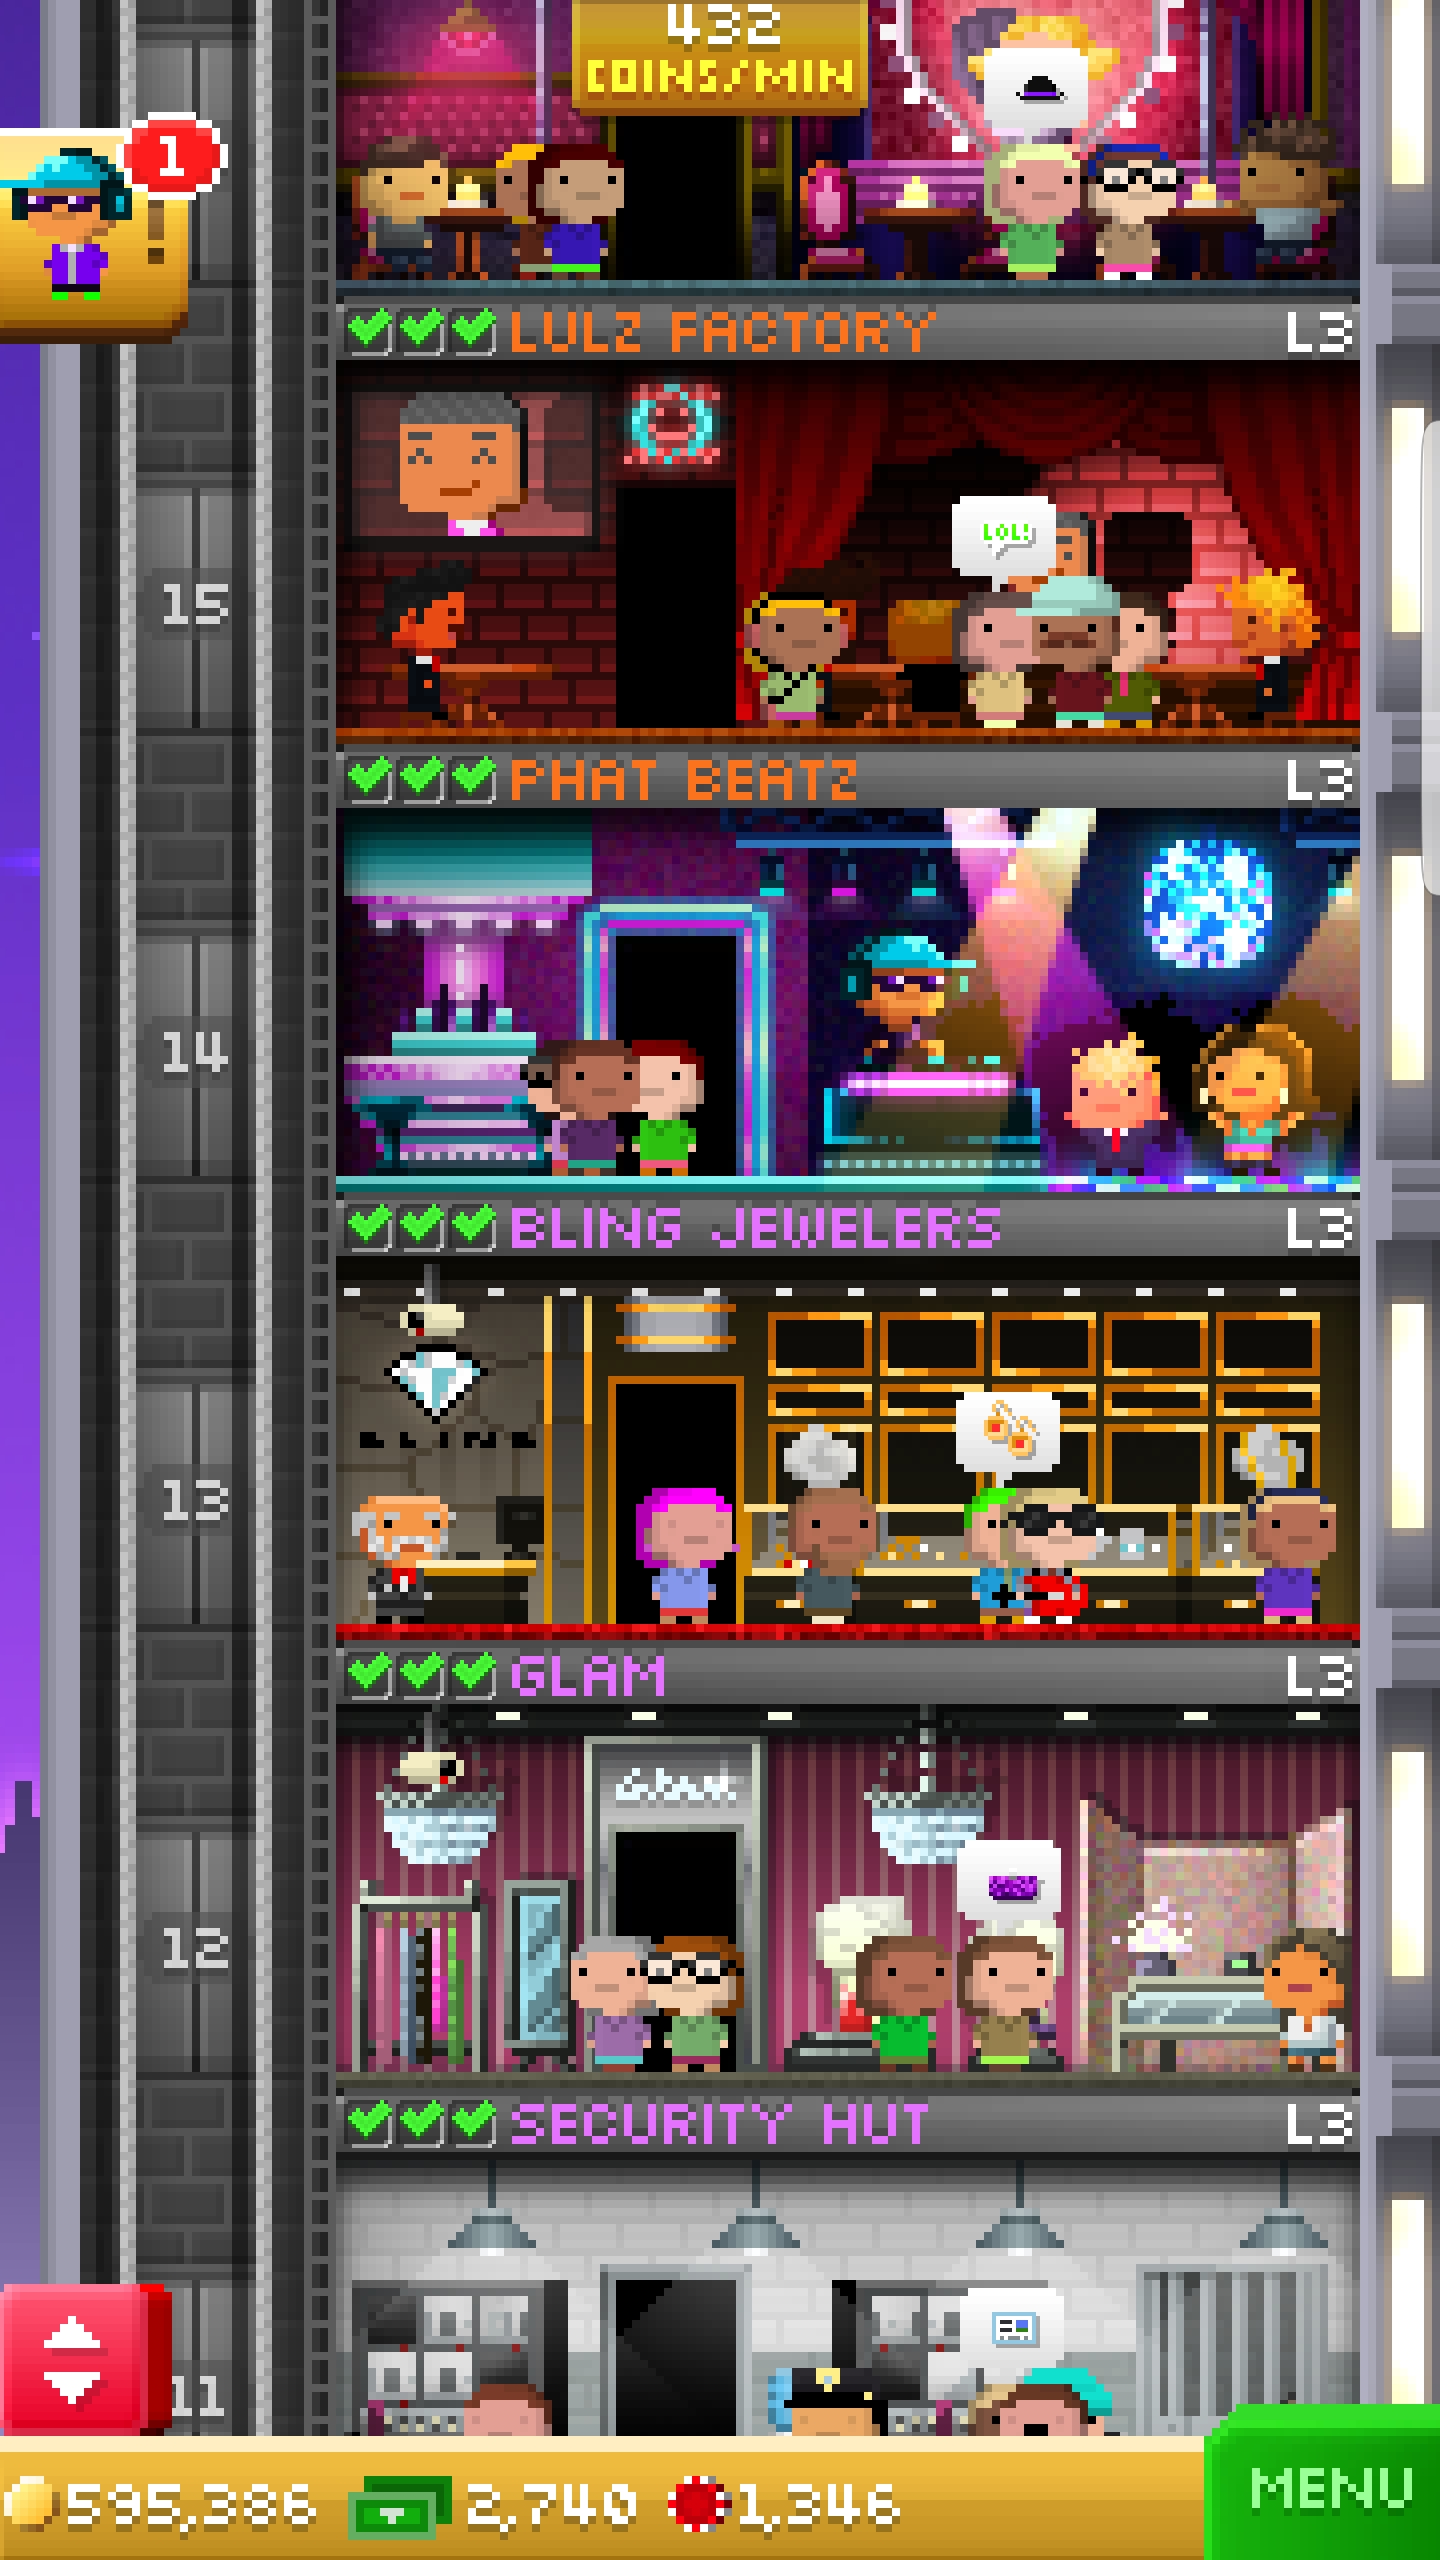 432
COINS/MIN
1
LULZ FACTORY L3
LOL!
15
PHAT BEATZ L3
14
BLING JEWELERS L3
BLING
13
GLAM L3
Glam
12
SECURITY HUT L3
11
595,386 2,740 1,346
MENU